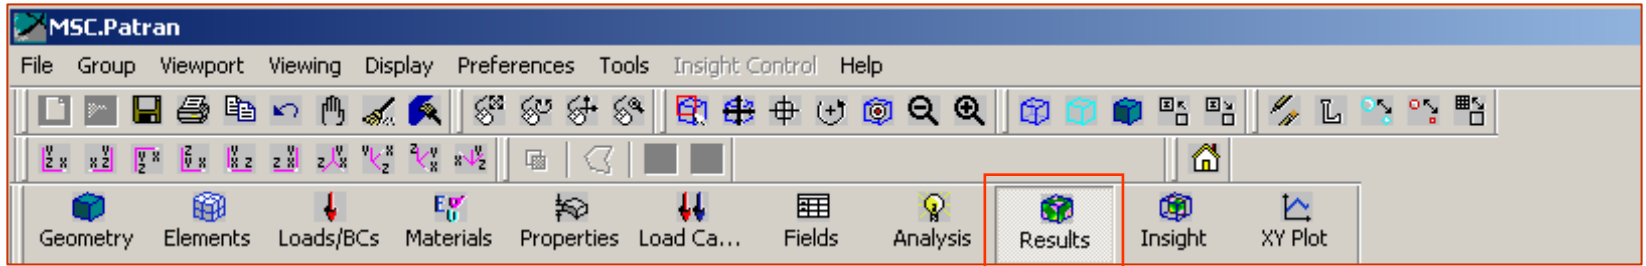 MSC.Patran
File Group Viewport Viewing Display Preferences Tools Insight Control Help
Geometry Elements Loads/BCs Materials Properties Load Ca... Fields Analysis Results Insight XY Plot